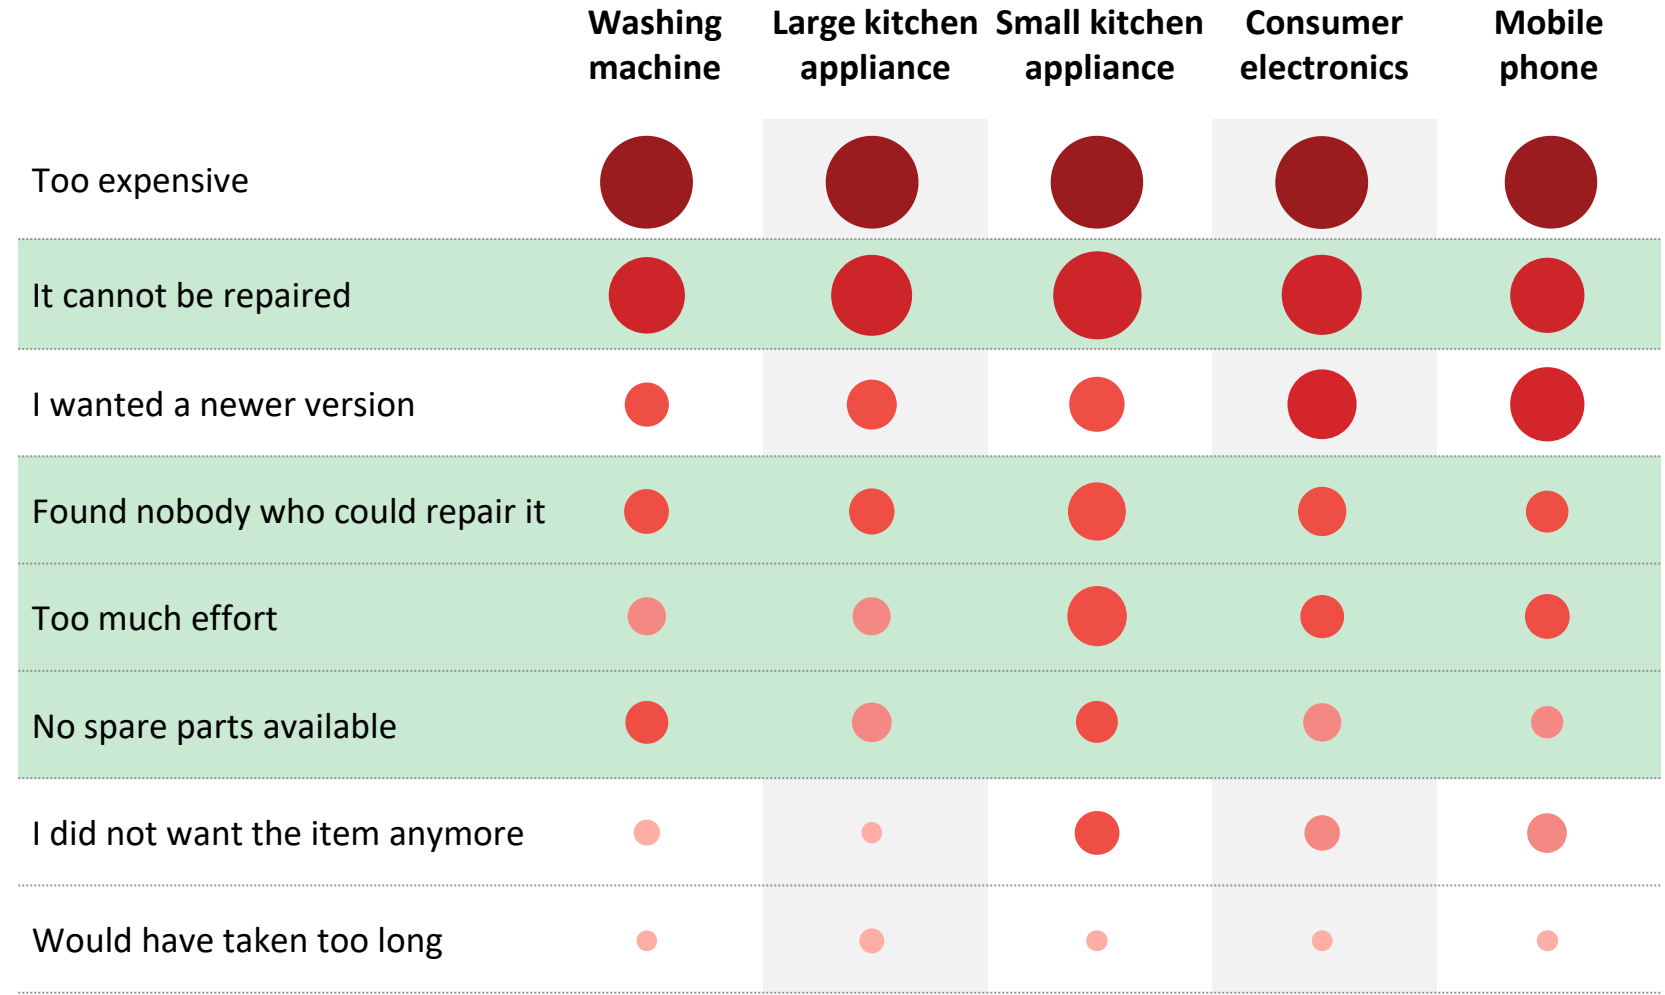 Washing machine
Large kitchen appliance
Small kitchen appliance
Consumer electronics
Mobile phone
Too expensive
It cannot be repaired
I wanted a newer version
Found nobody who could repair it
Too much effort
No spare parts available
I did not want the item anymore
Would have taken too long